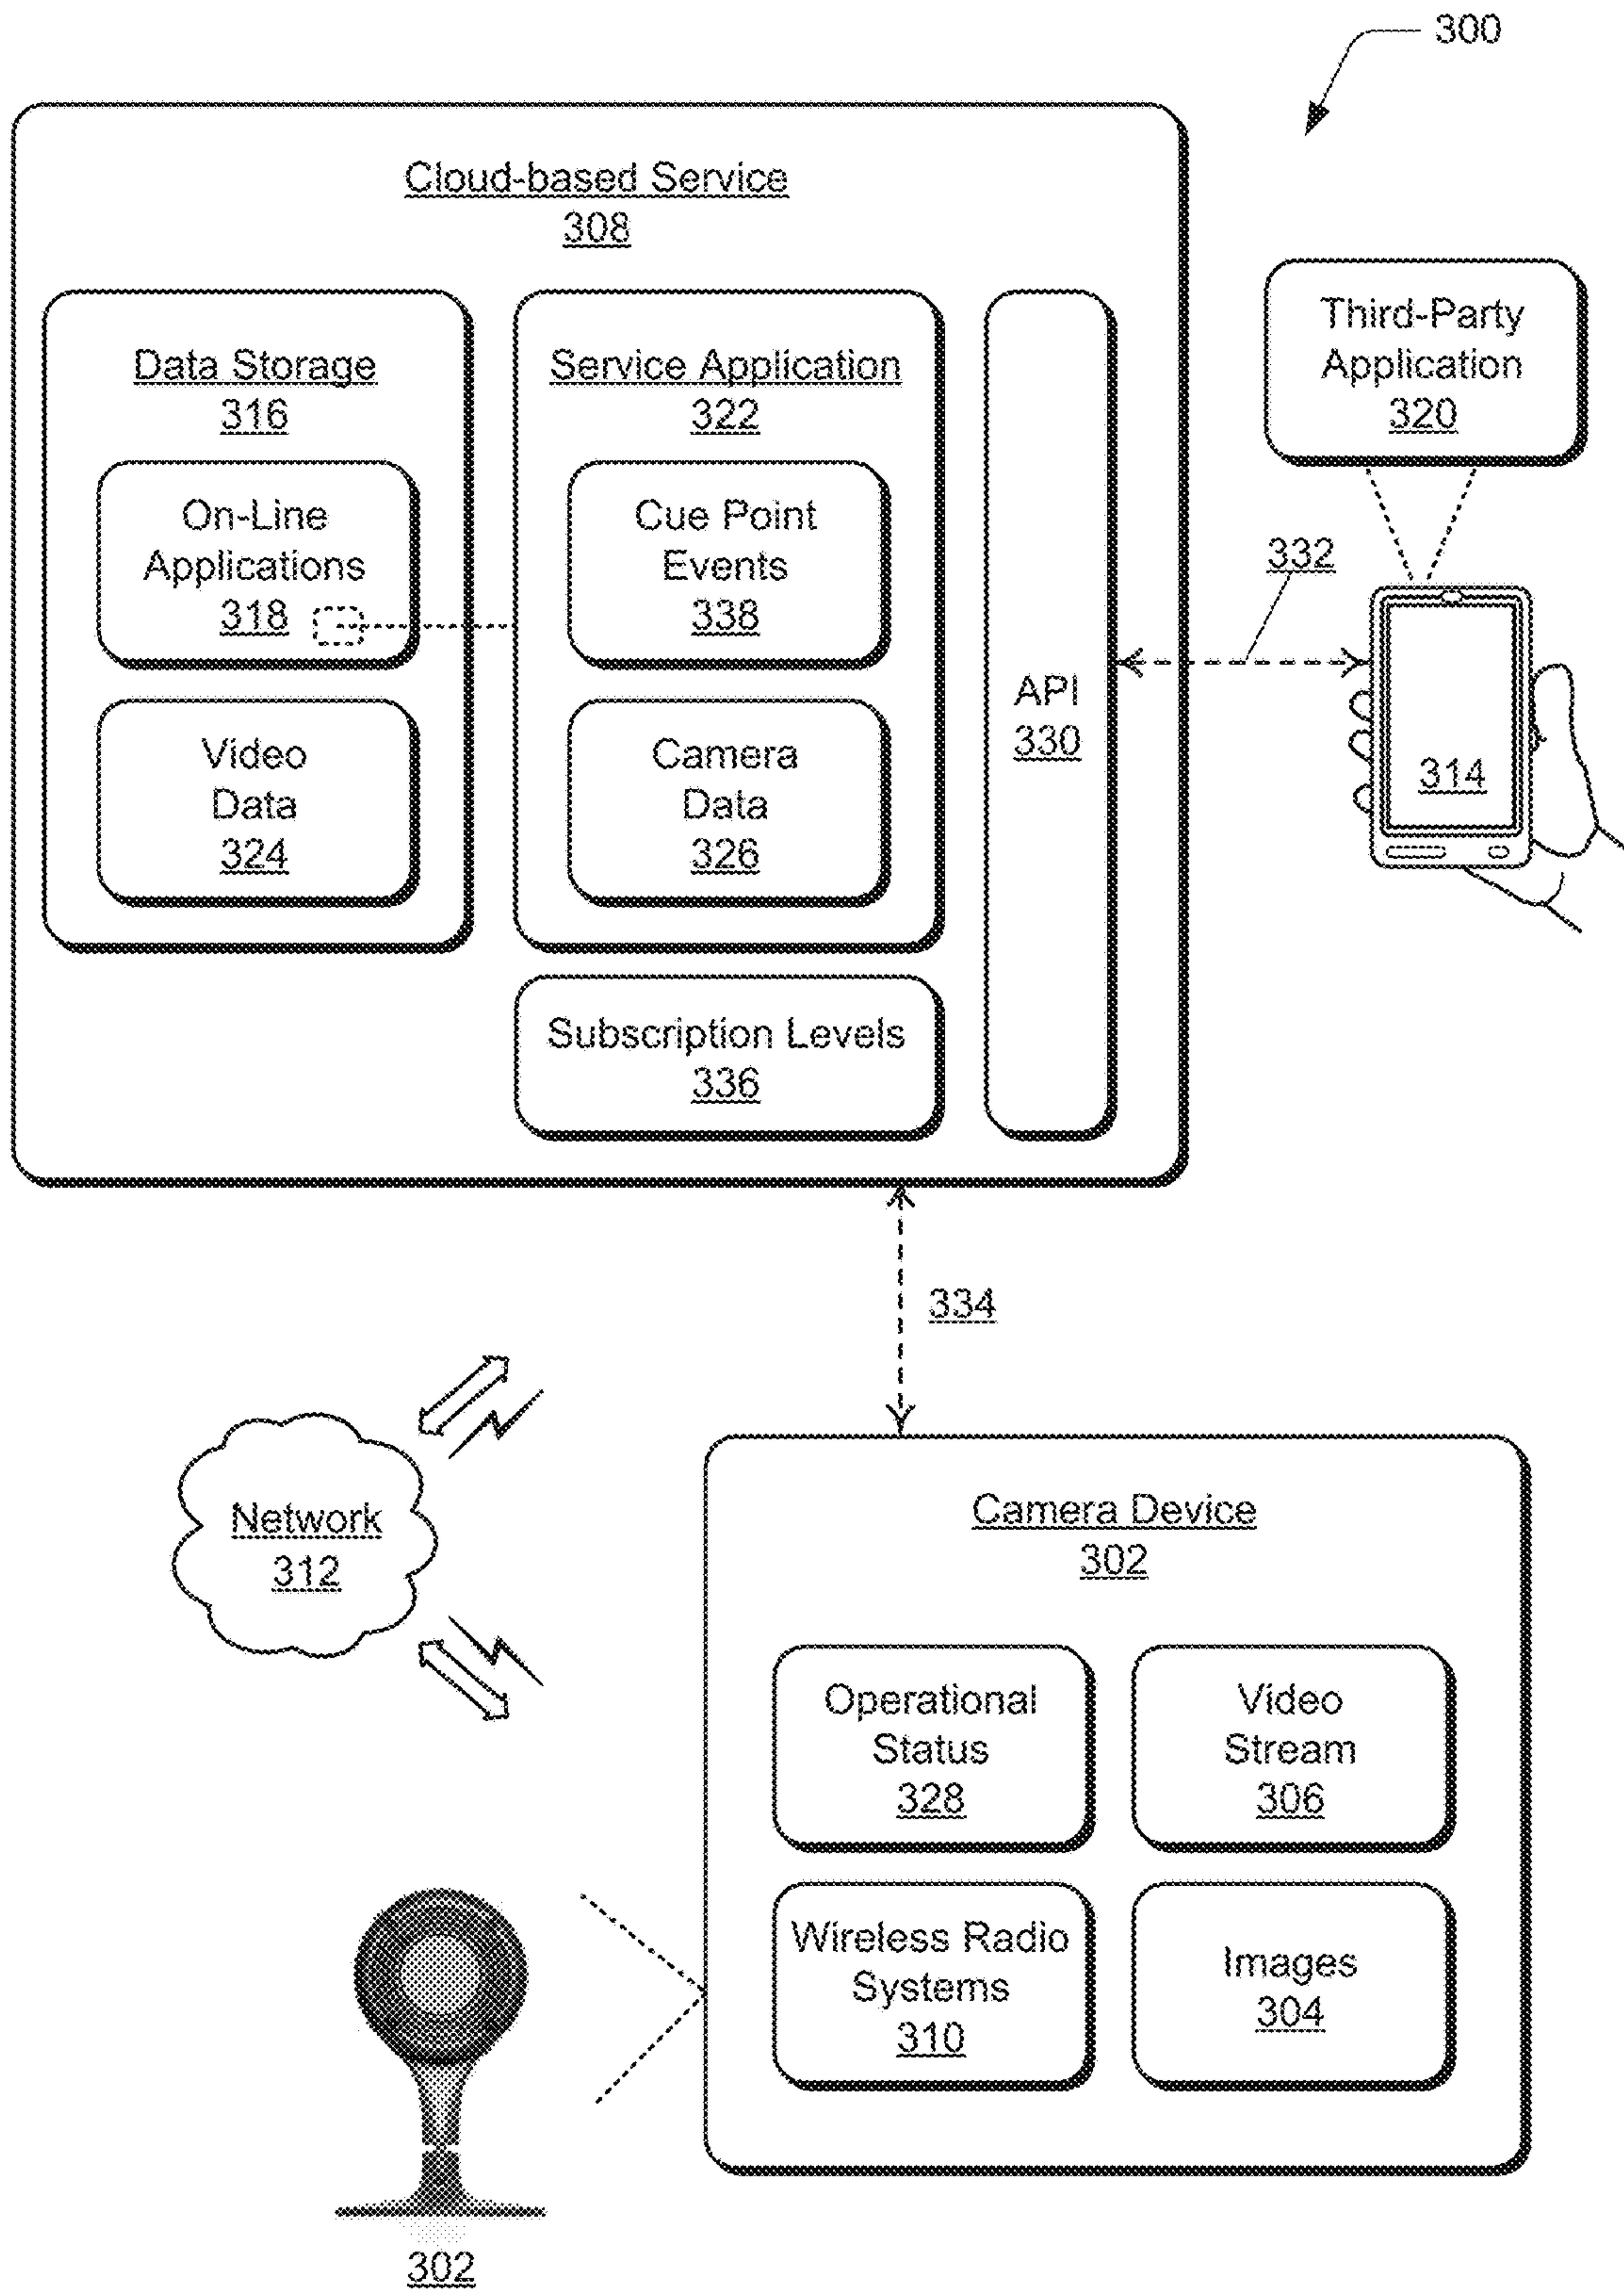 300
Cloud-based Service
308
Data Storage
316
On-Line
Applications
318
Video
Data
324
Service Application
322
Cue Point
Events
338
Camera
Data
326
Subscription Levels
336
API
330
Third-Party
Application
320
332
314
334
Network
312
Camera Device
302
Operational
Status
328
Video
Stream
306
Wireless Radio
Systems
310
Images
304
302